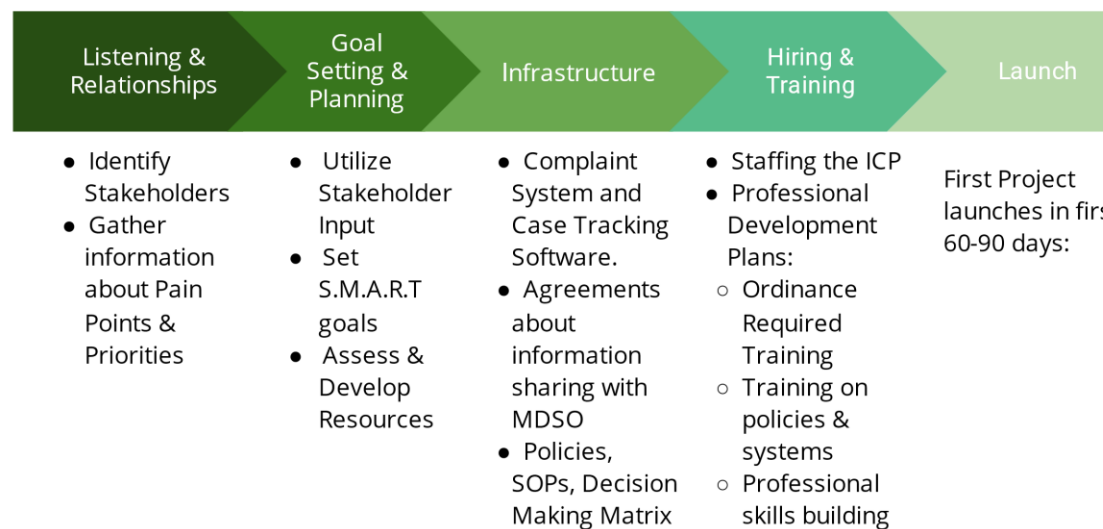 Listening &
Relationships
Goal
Setting &
Planning
Infrastructure
Hiring &
Training
Launch
● Identify
Stakeholders
● Gather
information
about Pain
Points &
Priorities
● Utilize
Stakeholder
Input
● Set
S.M.A.R.T
goals
● Assess &
Develop
Resources
● Complaint
System and
Case Tracking
Software.
● Agreements
about
information
sharing with
MDSO
● Policies,
SOPs, Decision
Making Matrix
● Staffing the ICP
● Professional
Development
Plans:
○ Ordinance
Required
Training
○ Training on
policies &
systems
○ Professional
skills building
First Project
launches in
60-90 days: